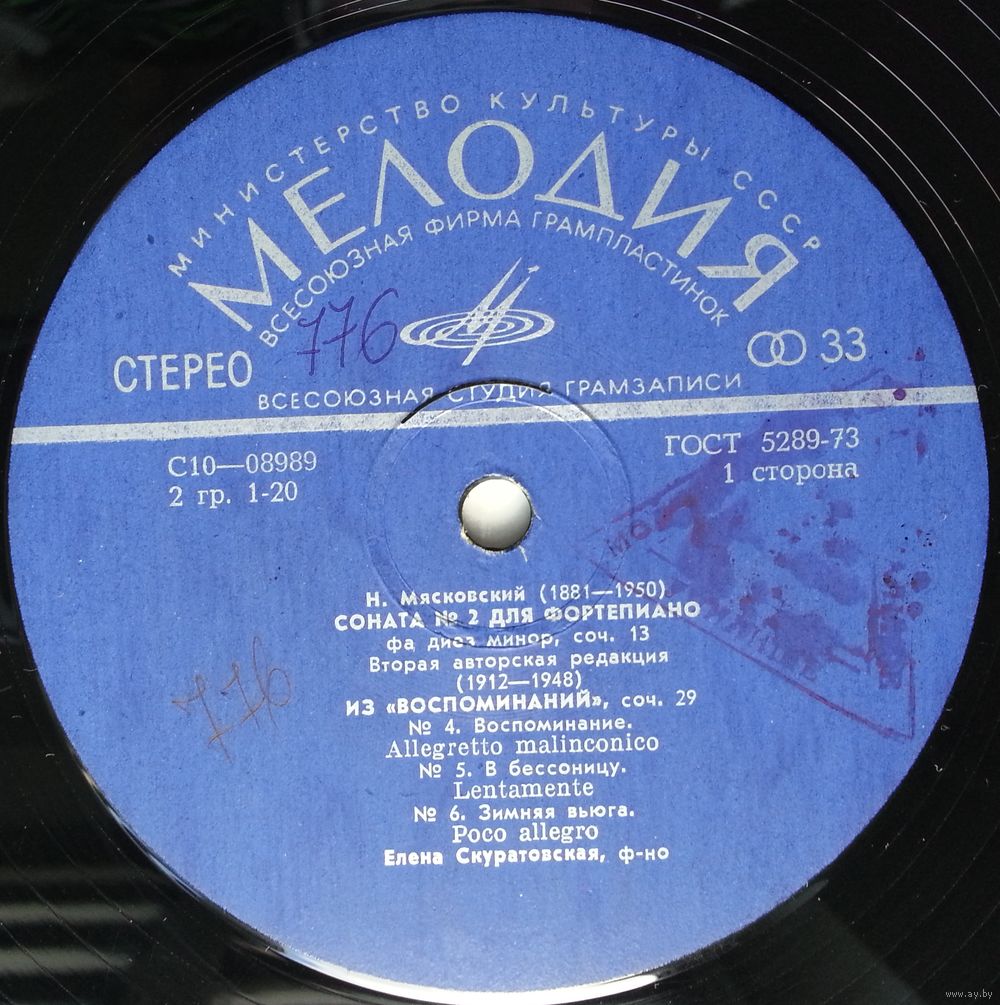 МИНИСТЕРСТВО КУЛЬТУРЫ СССР
МЕЛОДИЯ
ВСЕСОЮЗНАЯ ФИРМА ГРАМПЛАСТИНОК
776
СТЕРЕО
33
ВСЕСОЮЗНАЯ СТУДИЯ ГРАМЗАПИСИ
С10—08989
2 гр. 1-20
ГОСТ 5289-73
1 сторона
Н. Мясковский (1881—1950)
СОНАТА № 2 ДЛЯ ФОРТЕПИАНО
фа диез минор, соч. 13
Вторая авторская редакция
(1912—1948)
ИЗ «ВОСПОМИНАНИЙ», соч. 29
№ 4. Воспоминание.
Allegretto malinconico
№ 5. В бессоницу.
Lentamente
№ 6. Зимняя вьюга.
Poco allegro
Елена Скуратовская, ф-но
776
www.ay.by